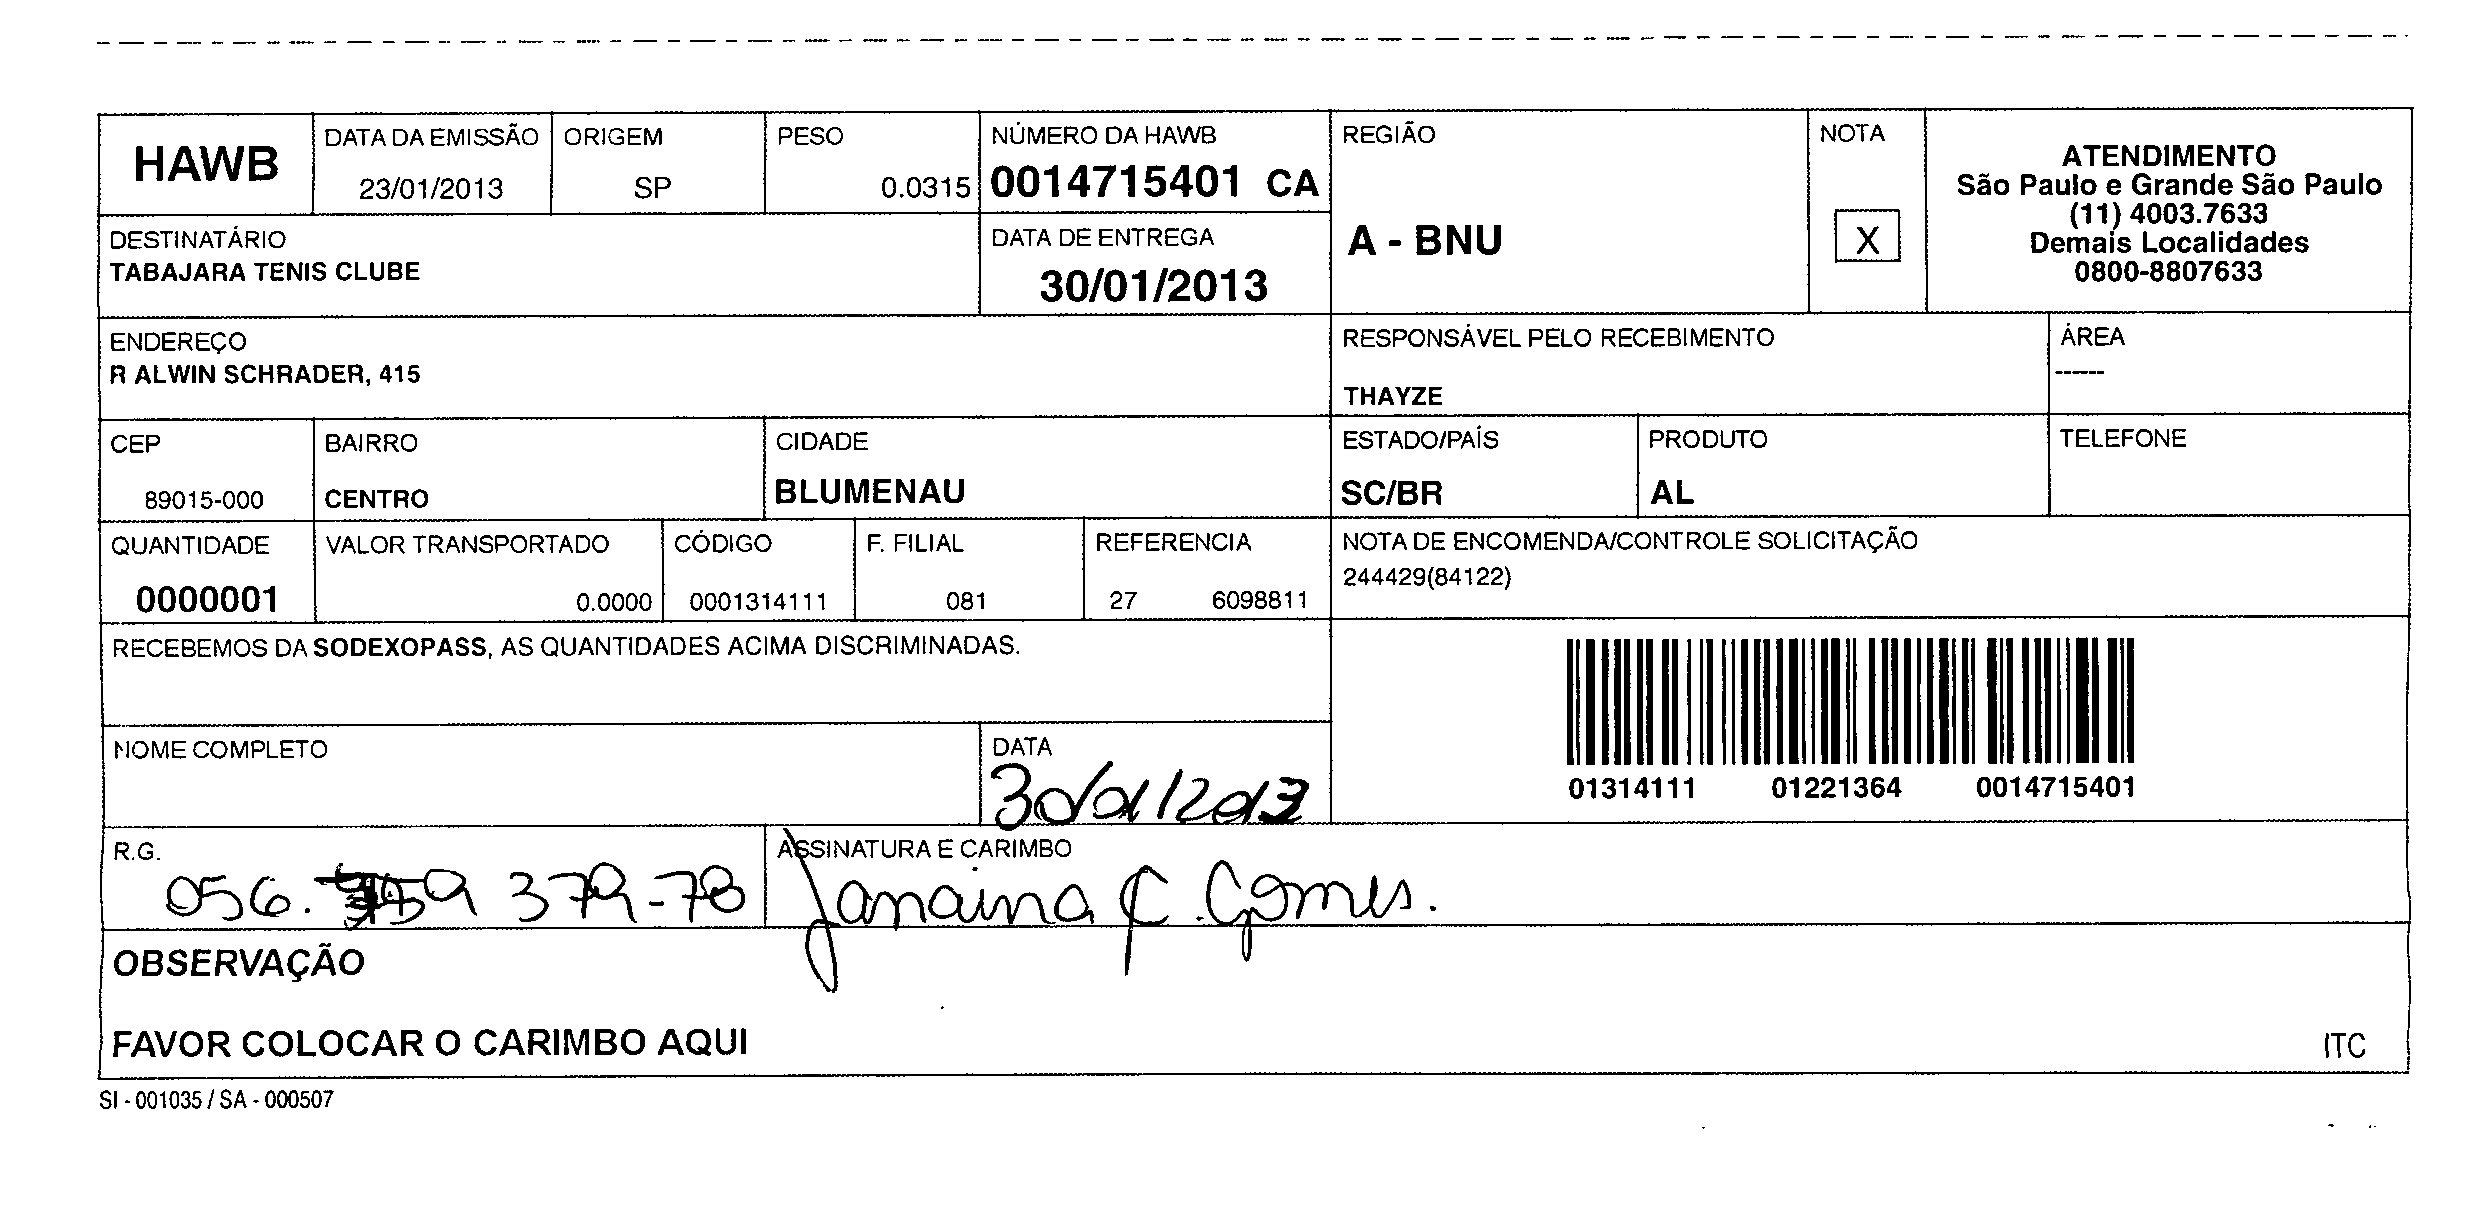 HAWB
DATA DA EMISSÃO
23/01/2013
ORIGEM
SP
PESO
0.0315
NÚMERO DA HAWB
0014715401 CA
REGIÃO
A - BNU
NOTA
X
ATENDIMENTO
São Paulo e Grande São Paulo
(11) 4003.7633
Demais Localidades
0800-8807633
DESTINATÁRIO
TABAJARA TENIS CLUBE
DATA DE ENTREGA
30/01/2013
ENDEREÇO
R ALWIN SCHRADER, 415
RESPONSÁVEL PELO RECEBIMENTO
THAYZE
ÁREA
------
CEP
89015-000
BAIRRO
CENTRO
CIDADE
BLUMENAU
ESTADO/PAÍS
SC/BR
PRODUTO
AL
TELEFONE
QUANTIDADE
0000001
VALOR TRANSPORTADO
0.0000
CÓDIGO
0001314111
F. FILIAL
081
REFERENCIA
27 6098811
NOTA DE ENCOMENDA/CONTROLE SOLICITAÇÃO
244429(84122)
RECEBEMOS DA SODEXOPASS, AS QUANTIDADES ACIMA DISCRIMINADAS.
01314111 01221364 0014715401
NOME COMPLETO
DATA
30/01/2013
R.G.
056. 379-78
ASSINATURA E CARIMBO
Janaina F. Gomes.
OBSERVAÇÃO
FAVOR COLOCAR O CARIMBO AQUI
ITC
SI - 001035 / SA - 000507